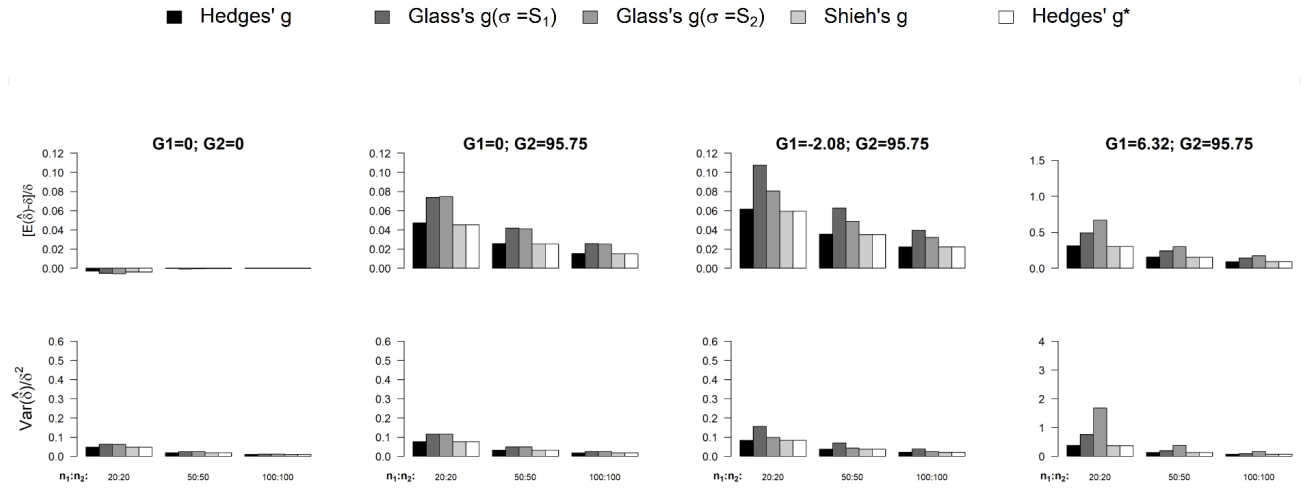 Hedges' g Glass's g(σ =S₁) Glass's g(σ =S₂) Shieh's g Hedges' g*
G1=0; G2=0 G1=0; G2=95.75 G1=-2.08; G2=95.75 G1=6.32; G2=95.75
[E(δ̂)-δ]/δ
0.12 0.12 0.12 1.5
0.10 0.10 0.10
0.08 0.08 0.08 1.0
0.06 0.06 0.06
0.04 0.04 0.04 0.5
0.02 0.02 0.02
0.00 0.00 0.00 0.0
Var(δ̂)/δ²
0.6 0.6 0.6 4
0.5 0.5 0.5
0.4 0.4 0.4 3
0.3 0.3 0.3 2
0.2 0.2 0.2
0.1 0.1 0.1 1
0.0 0.0 0.0 0
n₁:n₂: 20:20 50:50 100:100 n₁:n₂: 20:20 50:50 100:100 n₁:n₂: 20:20 50:50 100:100 n₁:n₂: 20:20 50:50 100:100